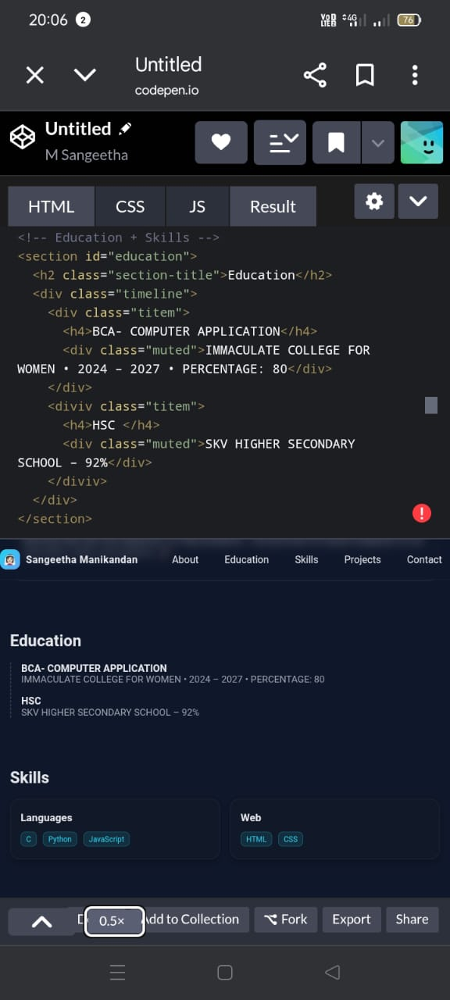 20:06 2 VoD LTE2 4G 76
Untitled
codepen.io
Untitled
M Sangeetha
HTML CSS JS Result
<!-- Education + Skills -->
<section id="education">
<h2 class="section-title">Education</h2>
<div class="timeline">
<div class="titem">
<h4>BCA- COMPUTER APPLICATION</h4>
<div class="muted">IMMACULATE COLLEGE FOR
WOMEN • 2024 – 2027 • PERCENTAGE: 80</div>
</div>
<diviv class="titem">
<h4>HSC </h4>
<div class="muted">SKV HIGHER SECONDARY
SCHOOL – 92%</div>
</diviv>
</div>
</section>
Sangeetha Manikandan About Education Skills Projects Contact
Education
BCA- COMPUTER APPLICATION
IMMACULATE COLLEGE FOR WOMEN • 2024 – 2027 • PERCENTAGE: 80
HSC
SKV HIGHER SECONDARY SCHOOL – 92%
Skills
Languages
C Python JavaScript
Web
HTML CSS
0.5× Add to Collection Fork Export Share